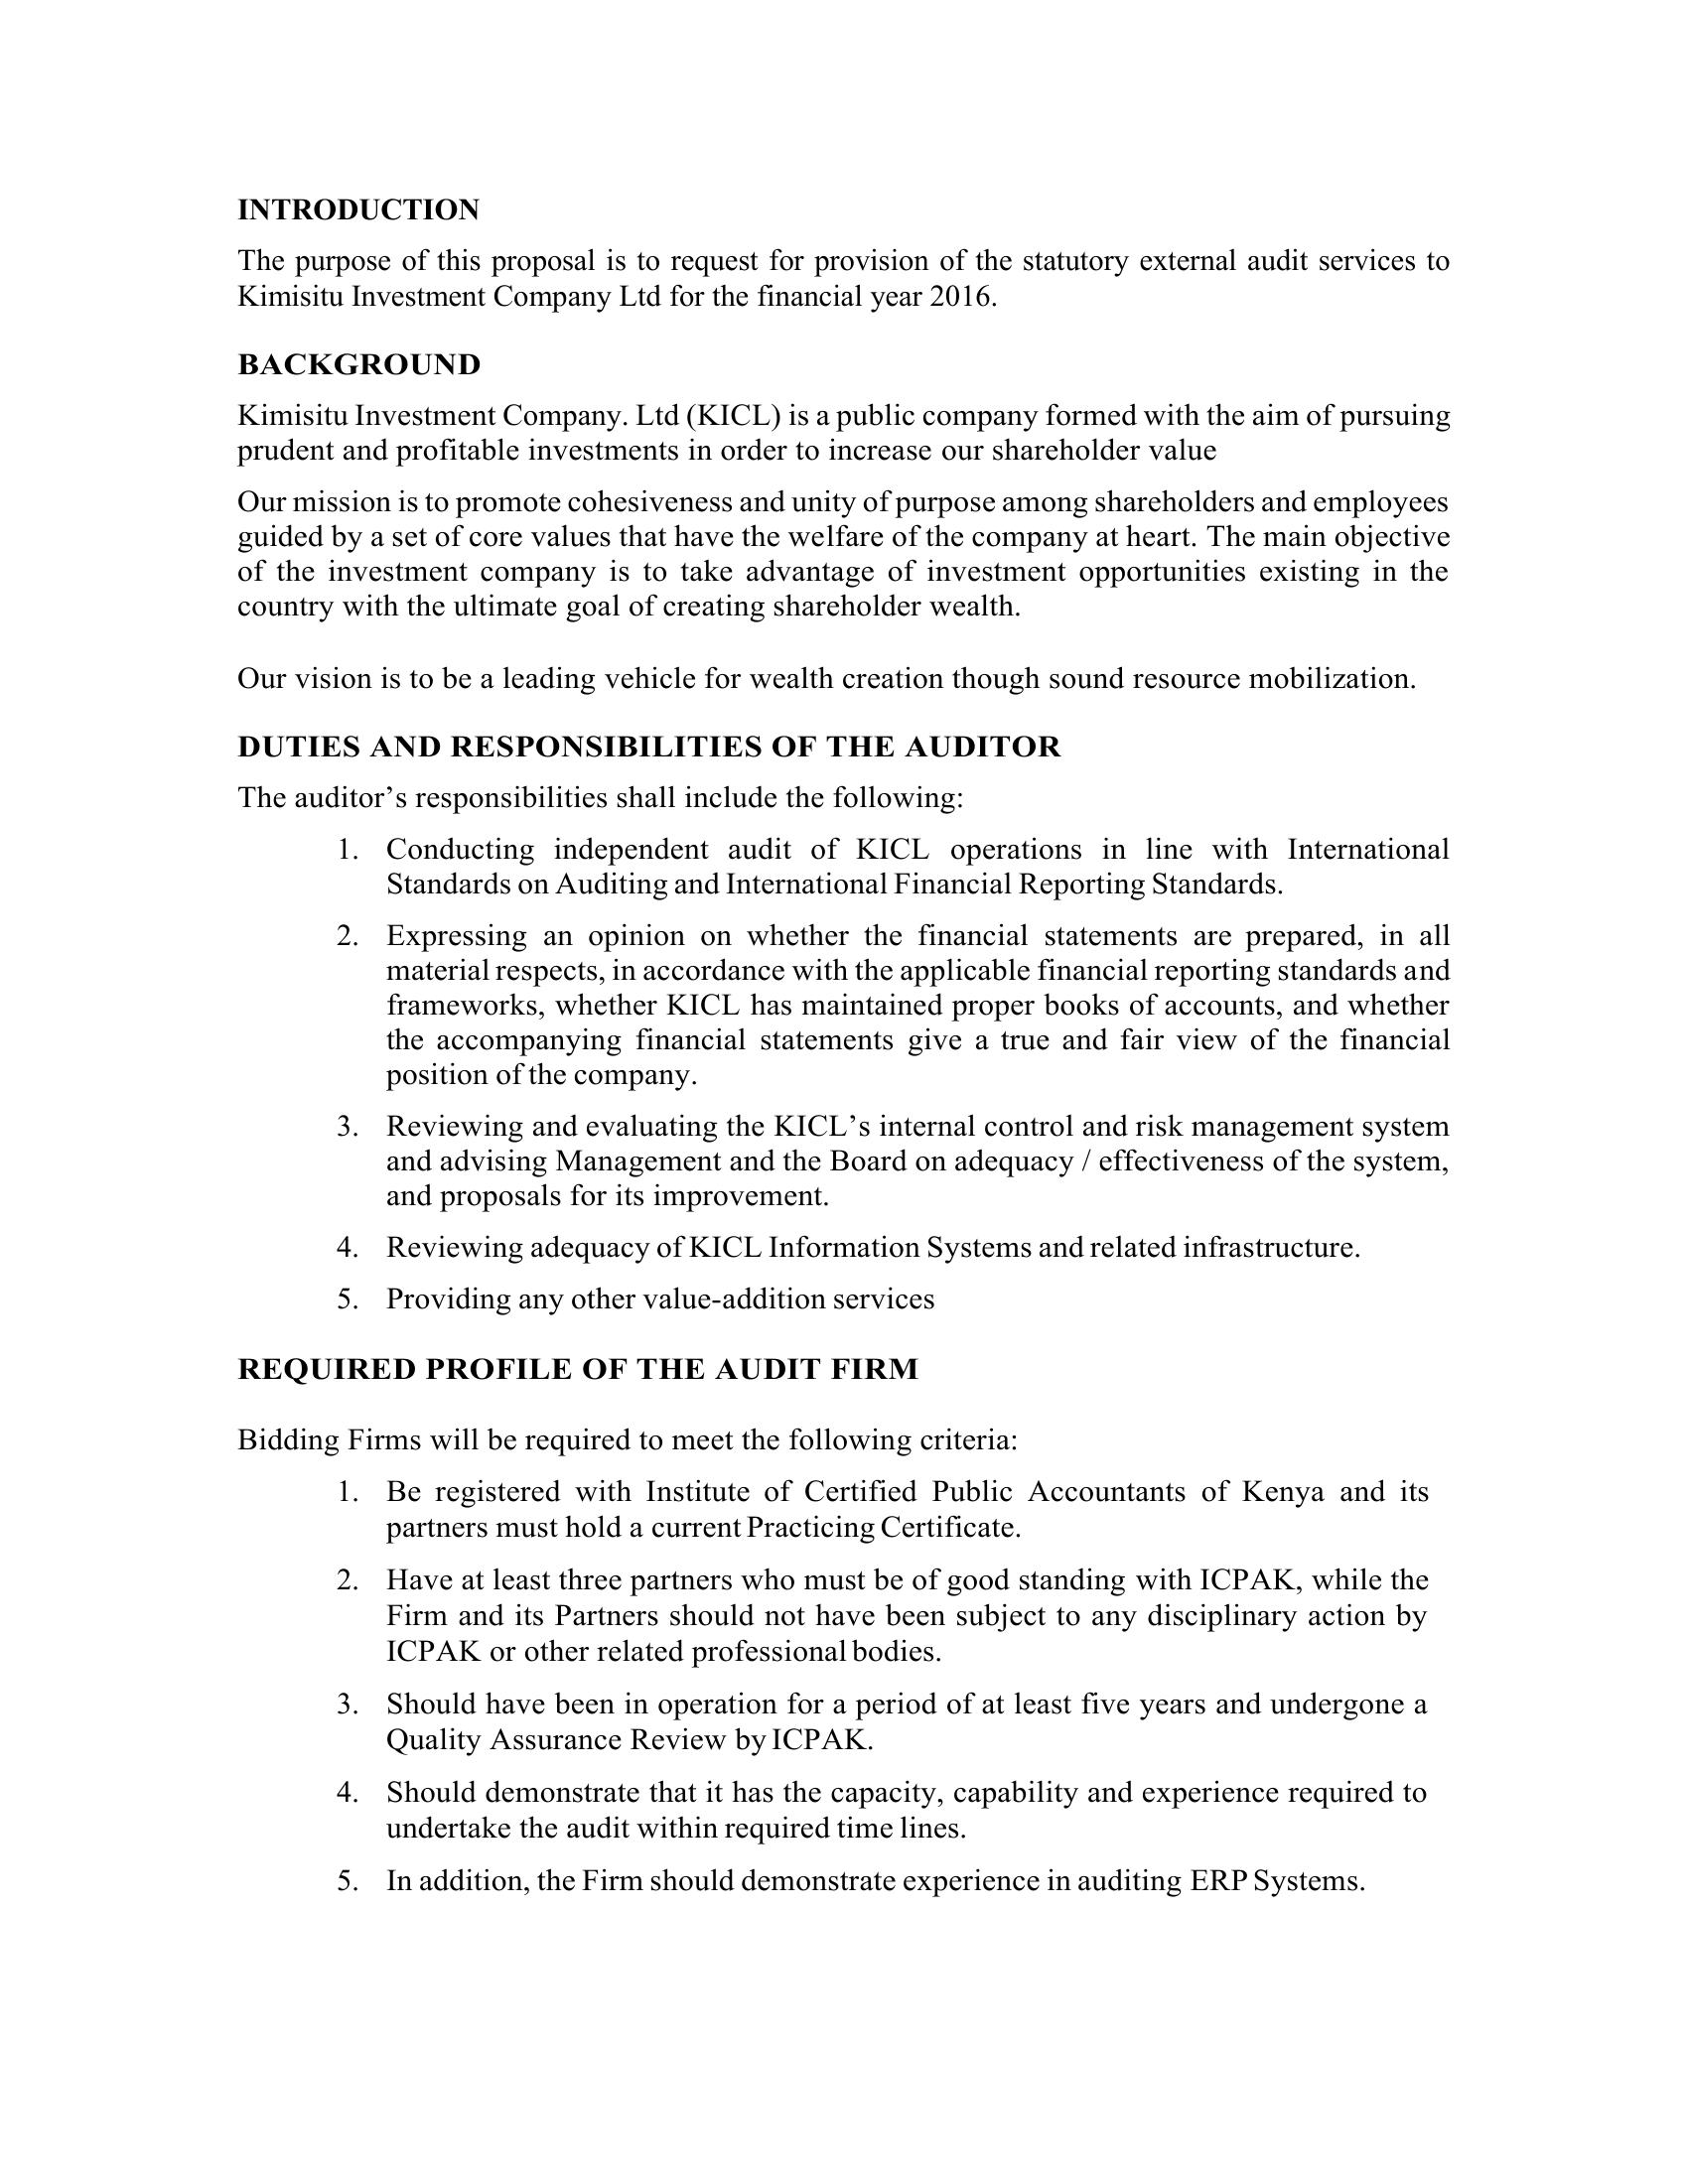 INTRODUCTION
The purpose of this proposal is to request for provision of the statutory external audit services to
Kimisitu Investment Company Ltd for the financial year 2016.
BACKGROUND
Kimisitu Investment Company. Ltd (KICL) is a public company formed with the aim of pursuing
prudent and profitable investments in order to increase our shareholder value
Our mission is to promote cohesiveness and unity of purpose among shareholders and employees
guided by a set of core values that have the welfare of the company at heart. The main objective
of the investment company is to take advantage of investment opportunities existing in the
country with the ultimate goal of creating shareholder wealth.
Our vision is to be a leading vehicle for wealth creation though sound resource mobilization.
DUTIES AND RESPONSIBILITIES OF THE AUDITOR
The auditor’s responsibilities shall include the following:
1. Conducting independent audit of KICL operations in line with International
Standards on Auditing and International Financial Reporting Standards.
2. Expressing an opinion on whether the financial statements are prepared, in all
material respects, in accordance with the applicable financial reporting standards and
frameworks, whether KICL has maintained proper books of accounts, and whether
the accompanying financial statements give a true and fair view of the financial
position of the company.
3. Reviewing and evaluating the KICL’s internal control and risk management system
and advising Management and the Board on adequacy / effectiveness of the system,
and proposals for its improvement.
4. Reviewing adequacy of KICL Information Systems and related infrastructure.
5. Providing any other value-addition services
REQUIRED PROFILE OF THE AUDIT FIRM
Bidding Firms will be required to meet the following criteria:
1. Be registered with Institute of Certified Public Accountants of Kenya and its
partners must hold a current Practicing Certificate.
2. Have at least three partners who must be of good standing with ICPAK, while the
Firm and its Partners should not have been subject to any disciplinary action by
ICPAK or other related professional bodies.
3. Should have been in operation for a period of at least five years and undergone a
Quality Assurance Review by ICPAK.
4. Should demonstrate that it has the capacity, capability and experience required to
undertake the audit within required time lines.
5. In addition, the Firm should demonstrate experience in auditing ERP Systems.